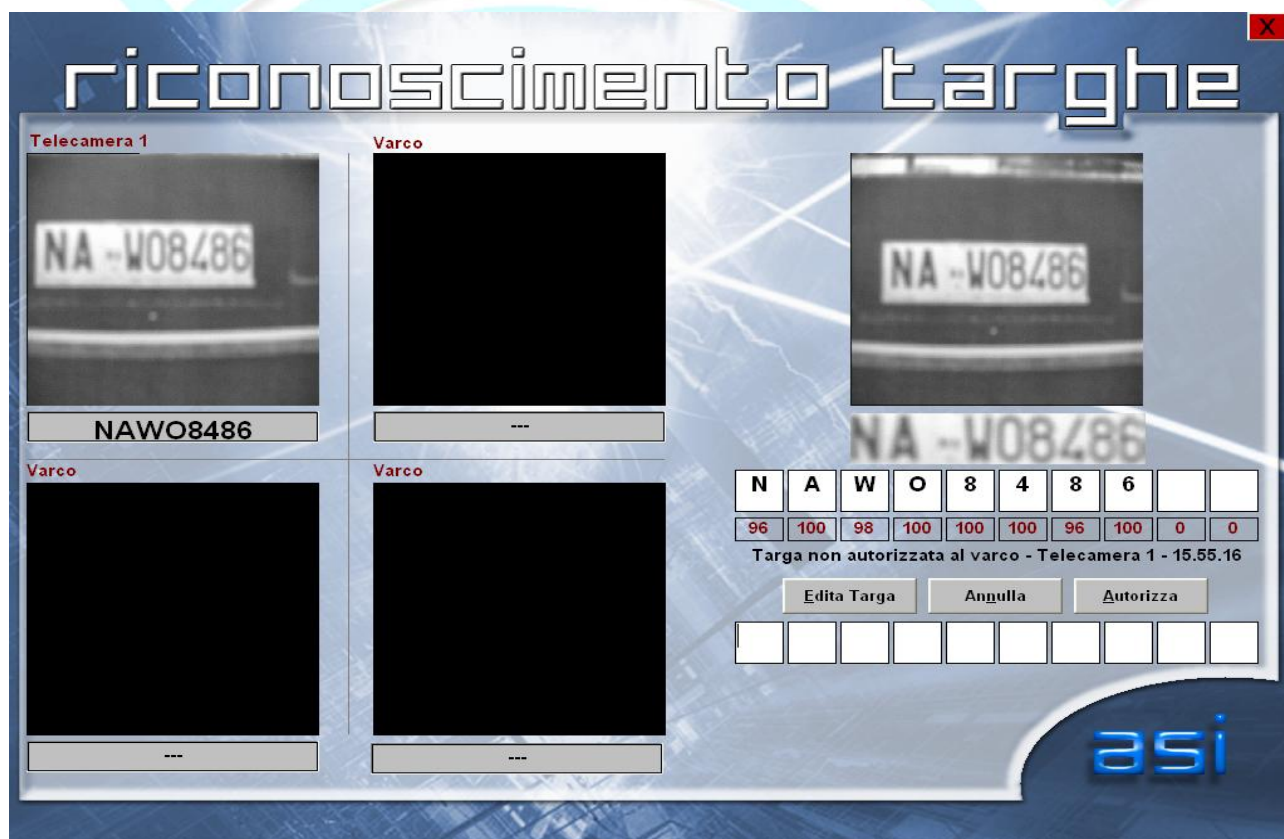 X
riconoscimento targhe
Telecamera 1
Varco
NA-W08486
NAWO8486
---
Varco
Varco
---
---
NA-W08486
NA-W08486
N A W O 8 4 8 6
96 100 98 100 100 100 96 100 0 0
Targa non autorizzata al varco - Telecamera 1 - 15.55.16
Edita Targa Annulla Autorizza
asi